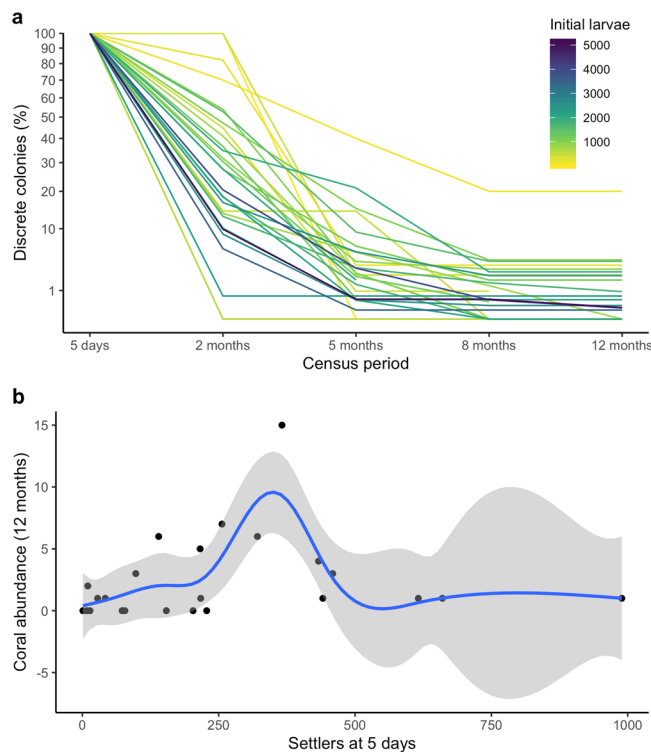 a
Initial larvae
5000
4000
3000
2000
1000
Discrete colonies (%)
100
90
80
70
60
50
40
30
20
10
1
5 days 2 months 5 months 8 months 12 months
Census period
b
Coral abundance (12 months)
15
10
5
0
-5
0 250 500 750 1000
Settlers at 5 days